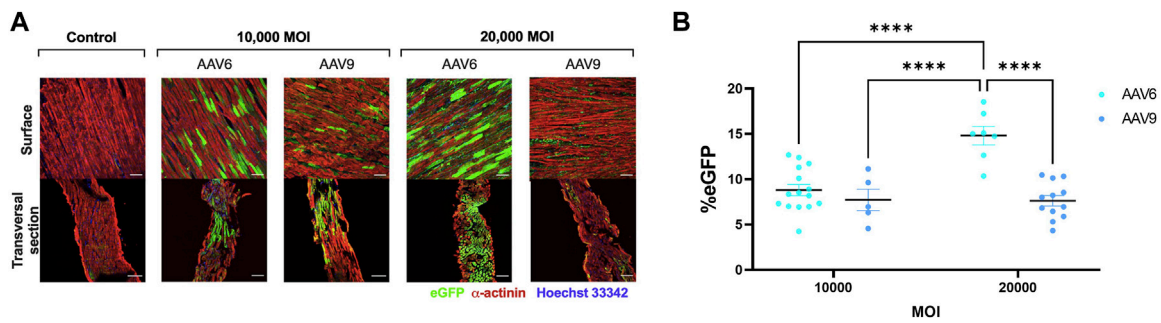 A
Control
10,000 MOI
20,000 MOI
AAV6
AAV9
AAV6
AAV9
Surface
Transversal
section
eGFP α-actinin Hoechst 33342
B
****
****
****
AAV6
AAV9
%eGFP
20
15
10
5
0
10000
20000
MOI